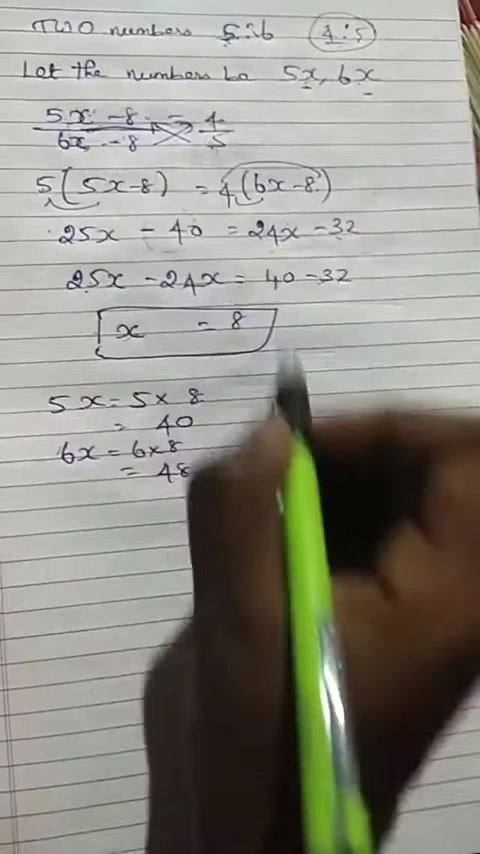 Two numbers 5:6 4:5
Let the numbers be 5x, 6x
5x - 8 = 4
6x - 8 5
5(5x-8) = 4(6x-8)
25x - 40 = 24x - 32
25x - 24x = 40 - 32
x = 8
5x = 5 x 8
= 40
6x = 6x8
= 48